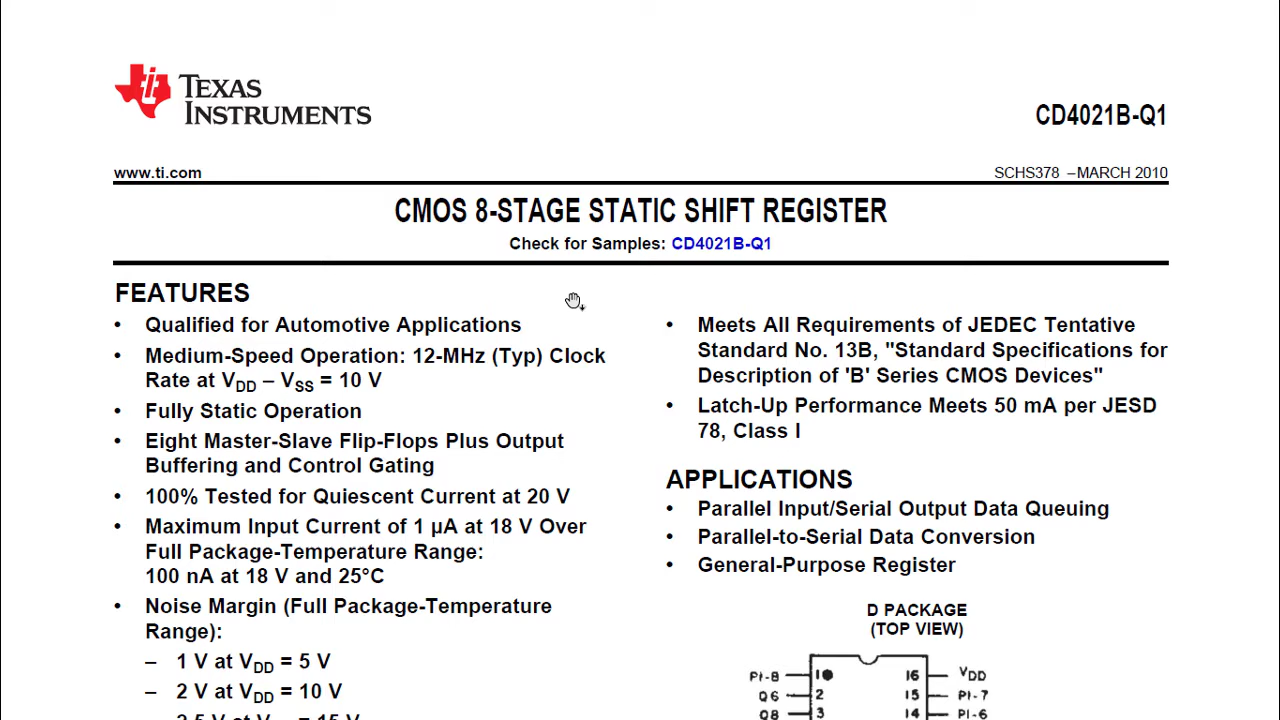 TEXAS
INSTRUMENTS
CD4021B-Q1
www.ti.com
SCHS378 –MARCH 2010
CMOS 8-STAGE STATIC SHIFT REGISTER
Check for Samples: CD4021B-Q1
FEATURES
• Qualified for Automotive Applications
• Medium-Speed Operation: 12-MHz (Typ) Clock
Rate at VDD – VSS = 10 V
• Fully Static Operation
• Eight Master-Slave Flip-Flops Plus Output
Buffering and Control Gating
• 100% Tested for Quiescent Current at 20 V
• Maximum Input Current of 1 µA at 18 V Over
Full Package-Temperature Range:
100 nA at 18 V and 25°C
• Noise Margin (Full Package-Temperature
Range):
– 1 V at VDD = 5 V
– 2 V at VDD = 10 V
• Meets All Requirements of JEDEC Tentative
Standard No. 13B, "Standard Specifications for
Description of 'B' Series CMOS Devices"
• Latch-Up Performance Meets 50 mA per JESD
78, Class I
APPLICATIONS
• Parallel Input/Serial Output Data Queuing
• Parallel-to-Serial Data Conversion
• General-Purpose Register
D PACKAGE
(TOP VIEW)
PI-8 1 16 VDD
Q6 2 15 PI-7
Q8 3 14 PI-6